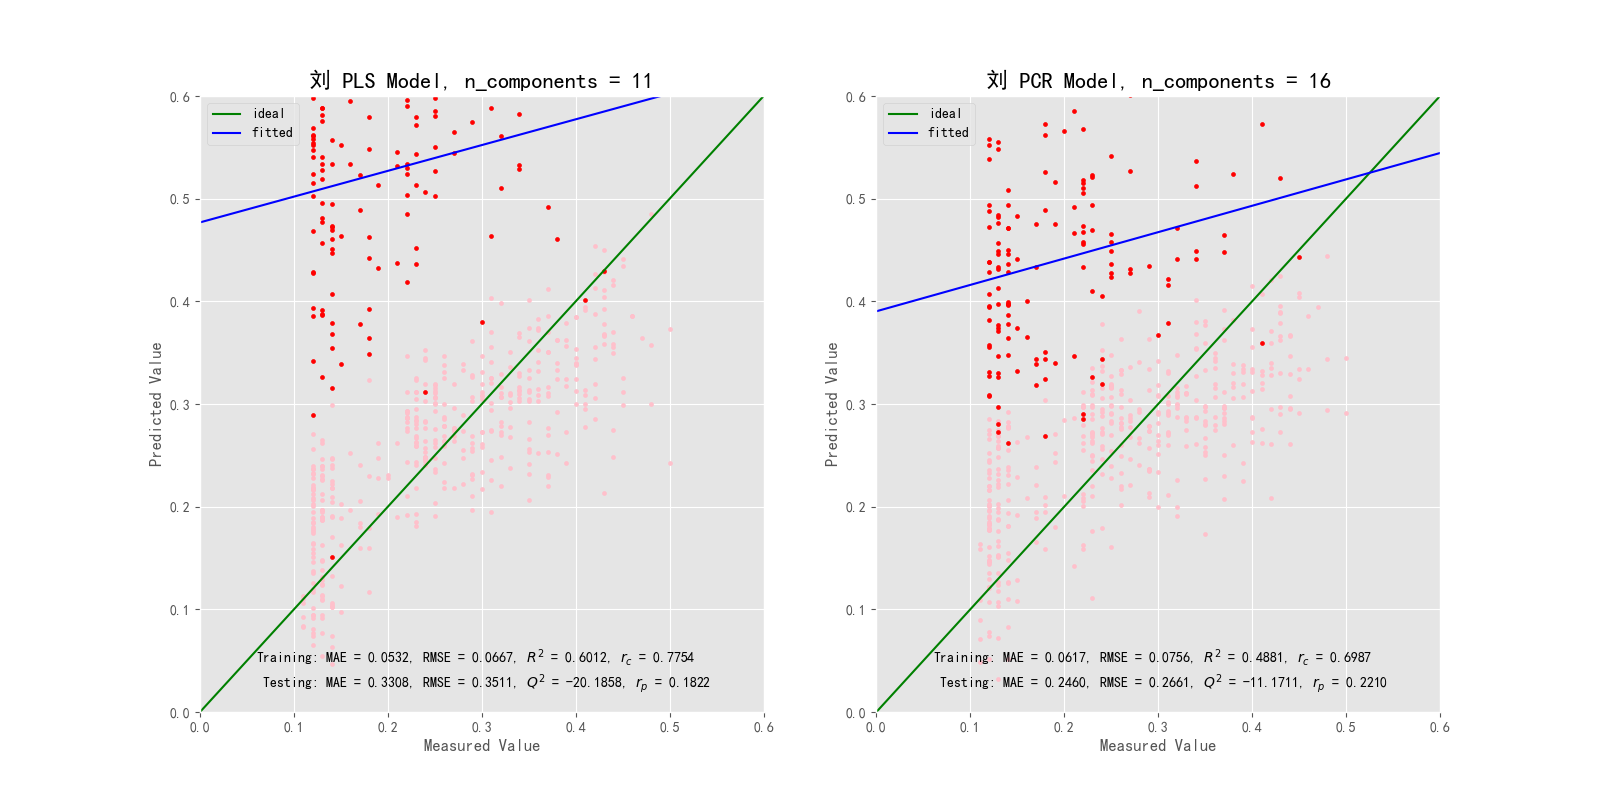 刘 PLS Model, n_components = 11
ideal
fitted
0.6
0.5
0.4
0.3
0.2
0.1
0.0
Predicted Value
Training: MAE = 0.0532, RMSE = 0.0667, R² = 0.6012, r_c = 0.7754
Testing: MAE = 0.3308, RMSE = 0.3511, Q² = −20.1858, r_p = 0.1822
0.0 0.1 0.2 0.3 0.4 0.5 0.6
Measured Value
刘 PCR Model, n_components = 16
ideal
fitted
0.6
0.5
0.4
0.3
0.2
0.1
0.0
Predicted Value
Training: MAE = 0.0617, RMSE = 0.0756, R² = 0.4881, r_c = 0.6987
Testing: MAE = 0.2460, RMSE = 0.2661, Q² = −11.1711, r_p = 0.2210
0.0 0.1 0.2 0.3 0.4 0.5 0.6
Measured Value